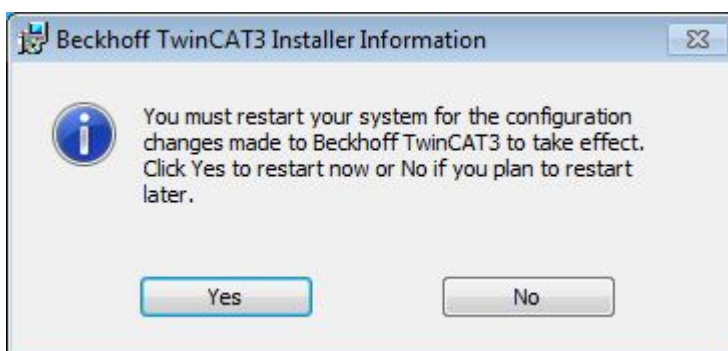 Beckhoff TwinCAT3 Installer Information
You must restart your system for the configuration
changes made to Beckhoff TwinCAT3 to take effect.
Click Yes to restart now or No if you plan to restart
later.
Yes
No